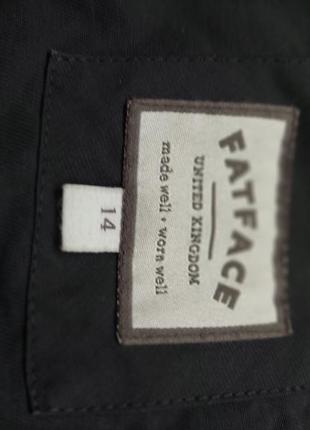 FATFACE
UNITED KINGDOM
made well • worn well
14